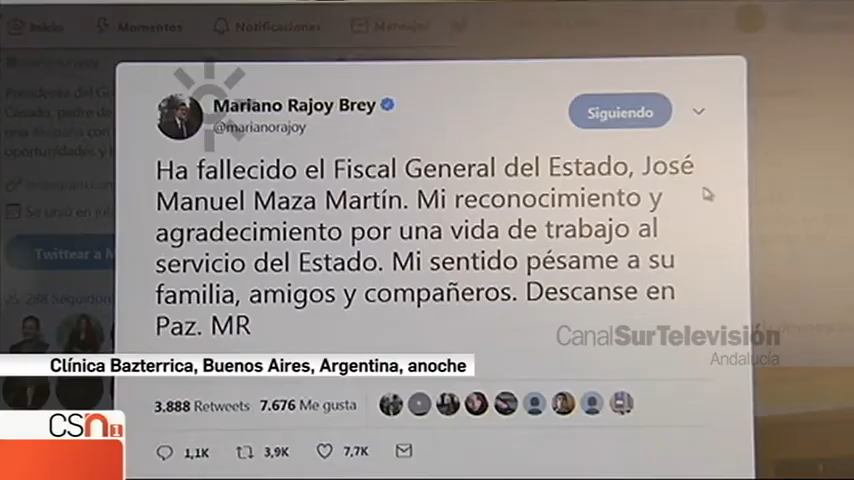 Inicio Momentos Notificaciones Mensajes
Mariano Rajoy Brey
@marianorajoy
Siguiendo
Ha fallecido el Fiscal General del Estado, José
Manuel Maza Martín. Mi reconocimiento y
agradecimiento por una vida de trabajo al
servicio del Estado. Mi sentido pésame a su
familia, amigos y compañeros. Descanse en
Paz. MR
CanalSurTelevisión
Andalucía
Clínica Bazterrica, Buenos Aires, Argentina, anoche
3.888 Retweets 7.676 Me gusta
CSn1
1,1K 3,9K 7,7K
Twittear a M
288 Seguidor